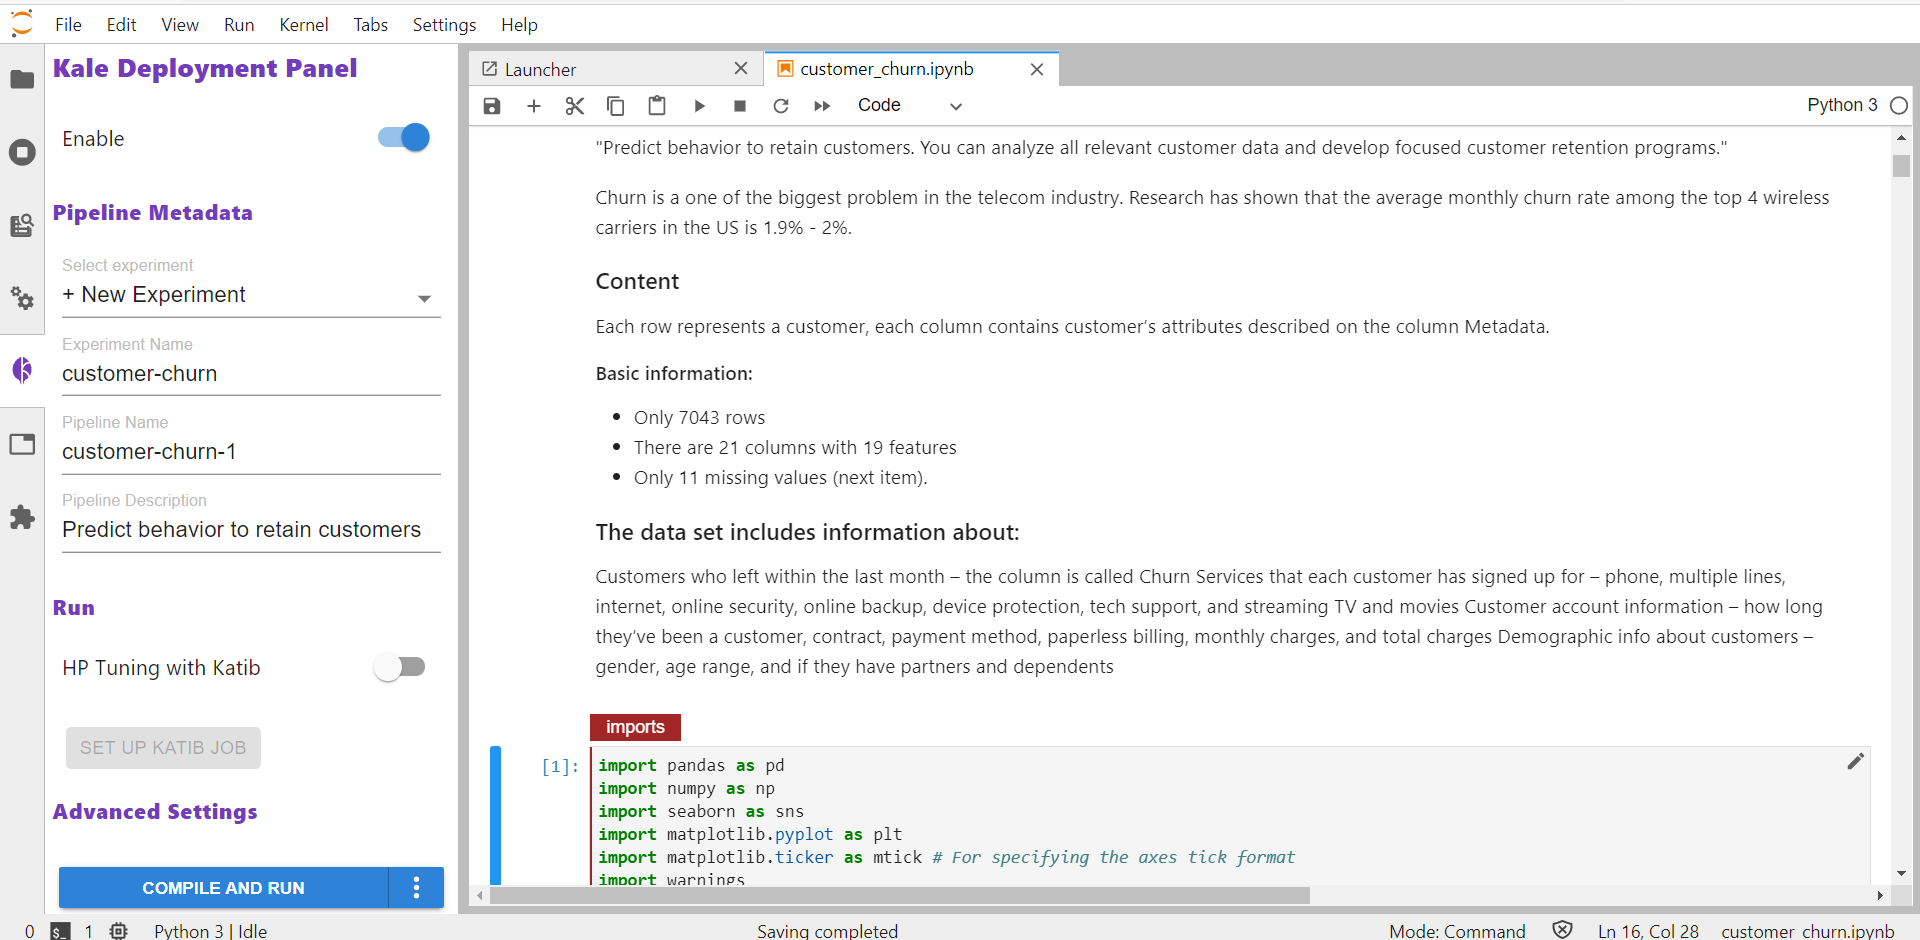 File Edit View Run Kernel Tabs Settings Help
Kale Deployment Panel
Enable
Pipeline Metadata
Select experiment
+ New Experiment
Experiment Name
customer-churn
Pipeline Name
customer-churn-1
Pipeline Description
Predict behavior to retain customers
Run
HP Tuning with Katib
SET UP KATIB JOB
Advanced Settings
COMPILE AND RUN
Launcher
customer_churn.ipynb
Code
Python 3
"Predict behavior to retain customers. You can analyze all relevant customer data and develop focused customer retention programs."
Churn is a one of the biggest problem in the telecom industry. Research has shown that the average monthly churn rate among the top 4 wireless
carriers in the US is 1.9% - 2%.
Content
Each row represents a customer, each column contains customer’s attributes described on the column Metadata.
Basic information:
• Only 7043 rows
• There are 21 columns with 19 features
• Only 11 missing values (next item).
The data set includes information about:
Customers who left within the last month – the column is called Churn Services that each customer has signed up for – phone, multiple lines,
internet, online security, online backup, device protection, tech support, and streaming TV and movies Customer account information – how long
they’ve been a customer, contract, payment method, paperless billing, monthly charges, and total charges Demographic info about customers –
gender, age range, and if they have partners and dependents
imports
[1]: import pandas as pd
import numpy as np
import seaborn as sns
import matplotlib.pyplot as plt
import matplotlib.ticker as mtick # For specifying the axes tick format
import warnings
0 $_ 1 Python 3 | Idle Saving completed Mode: Command Ln 16, Col 28 customer_churn.ipynb